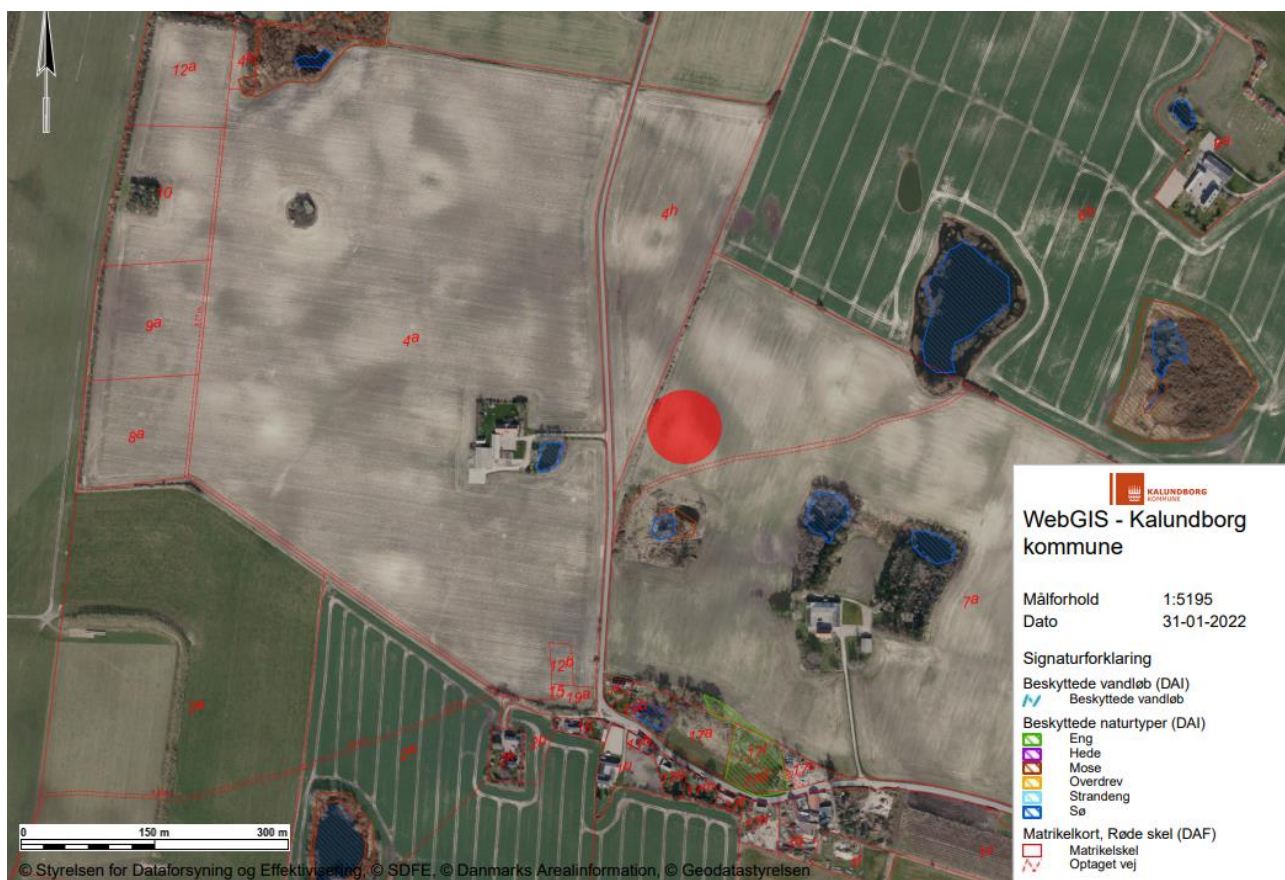 12a
4h
10
9a
4a
8a
6h
7a
12b
15
19a
17a
KALUNDBORG
KOMMUNE
WebGIS - Kalundborg
kommune
Målforhold 1:5195
Dato 31-01-2022
Signaturforklaring
Beskyttede vandløb (DAI)
Beskyttede vandløb
Beskyttede naturtyper (DAI)
Eng
Hede
Mose
Overdrev
Strandeng
Sø
Matrikelkort, Røde skel (DAF)
Matrikelskel
Optaget vej
0 150 m 300 m
© Styrelsen for Dataforsyning og Effektivisering, © SDFE, © Danmarks Arealinformation, © Geodatastyrelsen